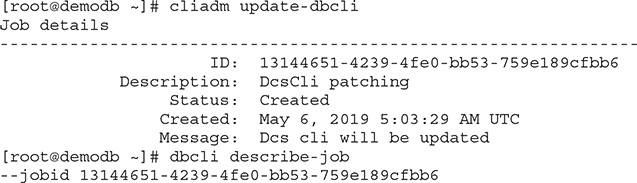 [root@demodb ~]# cliadm update-dbcli
Job details
----------------------------------------------------------------
ID: 13144651-4239-4fe0-bb53-759e189cfbb6
Description: DcsCli patching
Status: Created
Created: May 6, 2019 5:03:29 AM UTC
Message: Dcs cli will be updated
[root@demodb ~]# dbcli describe-job
--jobid 13144651-4239-4fe0-bb53-759e189cfbb6